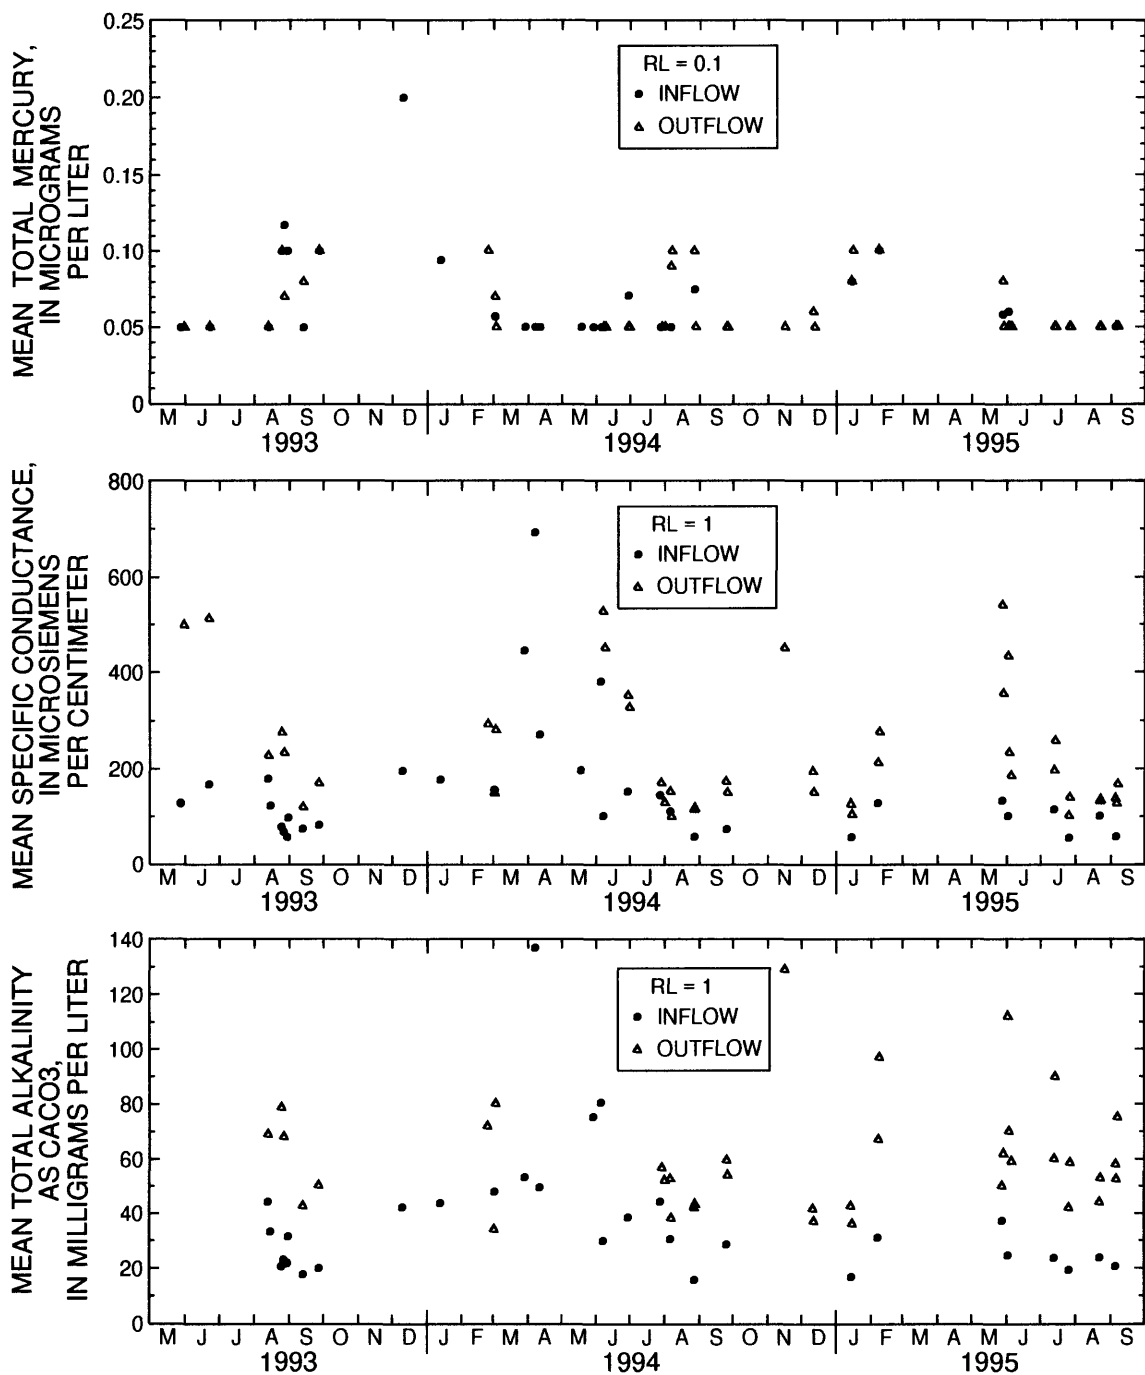 MEAN TOTAL MERCURY,
IN MICROGRAMS
PER LITER
0.25
0.20
0.15
0.10
0.05
0
RL = 0.1
INFLOW
OUTFLOW
M J J A S O N D J F M A M J J A S O N D J F M A M J J A S
1993 1994 1995
MEAN SPECIFIC CONDUCTANCE,
IN MICROSIEMENS
PER CENTIMETER
800
600
400
200
0
RL = 1
INFLOW
OUTFLOW
M J J A S O N D J F M A M J J A S O N D J F M A M J J A S
1993 1994 1995
MEAN TOTAL ALKALINITY
AS CACO3,
IN MILLIGRAMS PER LITER
140
120
100
80
60
40
20
0
RL = 1
INFLOW
OUTFLOW
M J J A S O N D J F M A M J J A S O N D J F M A M J J A S
1993 1994 1995